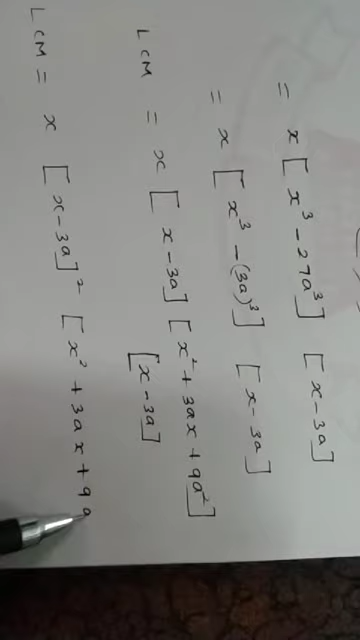 = x [x³ - 27a³] [x - 3a]
= x [x³ - (3a)³] [x - 3a]
LCM = x [x - 3a] [x² + 3ax + 9a²]
[x - 3a]
LCM = x [x - 3a]² [x² + 3ax + 9a